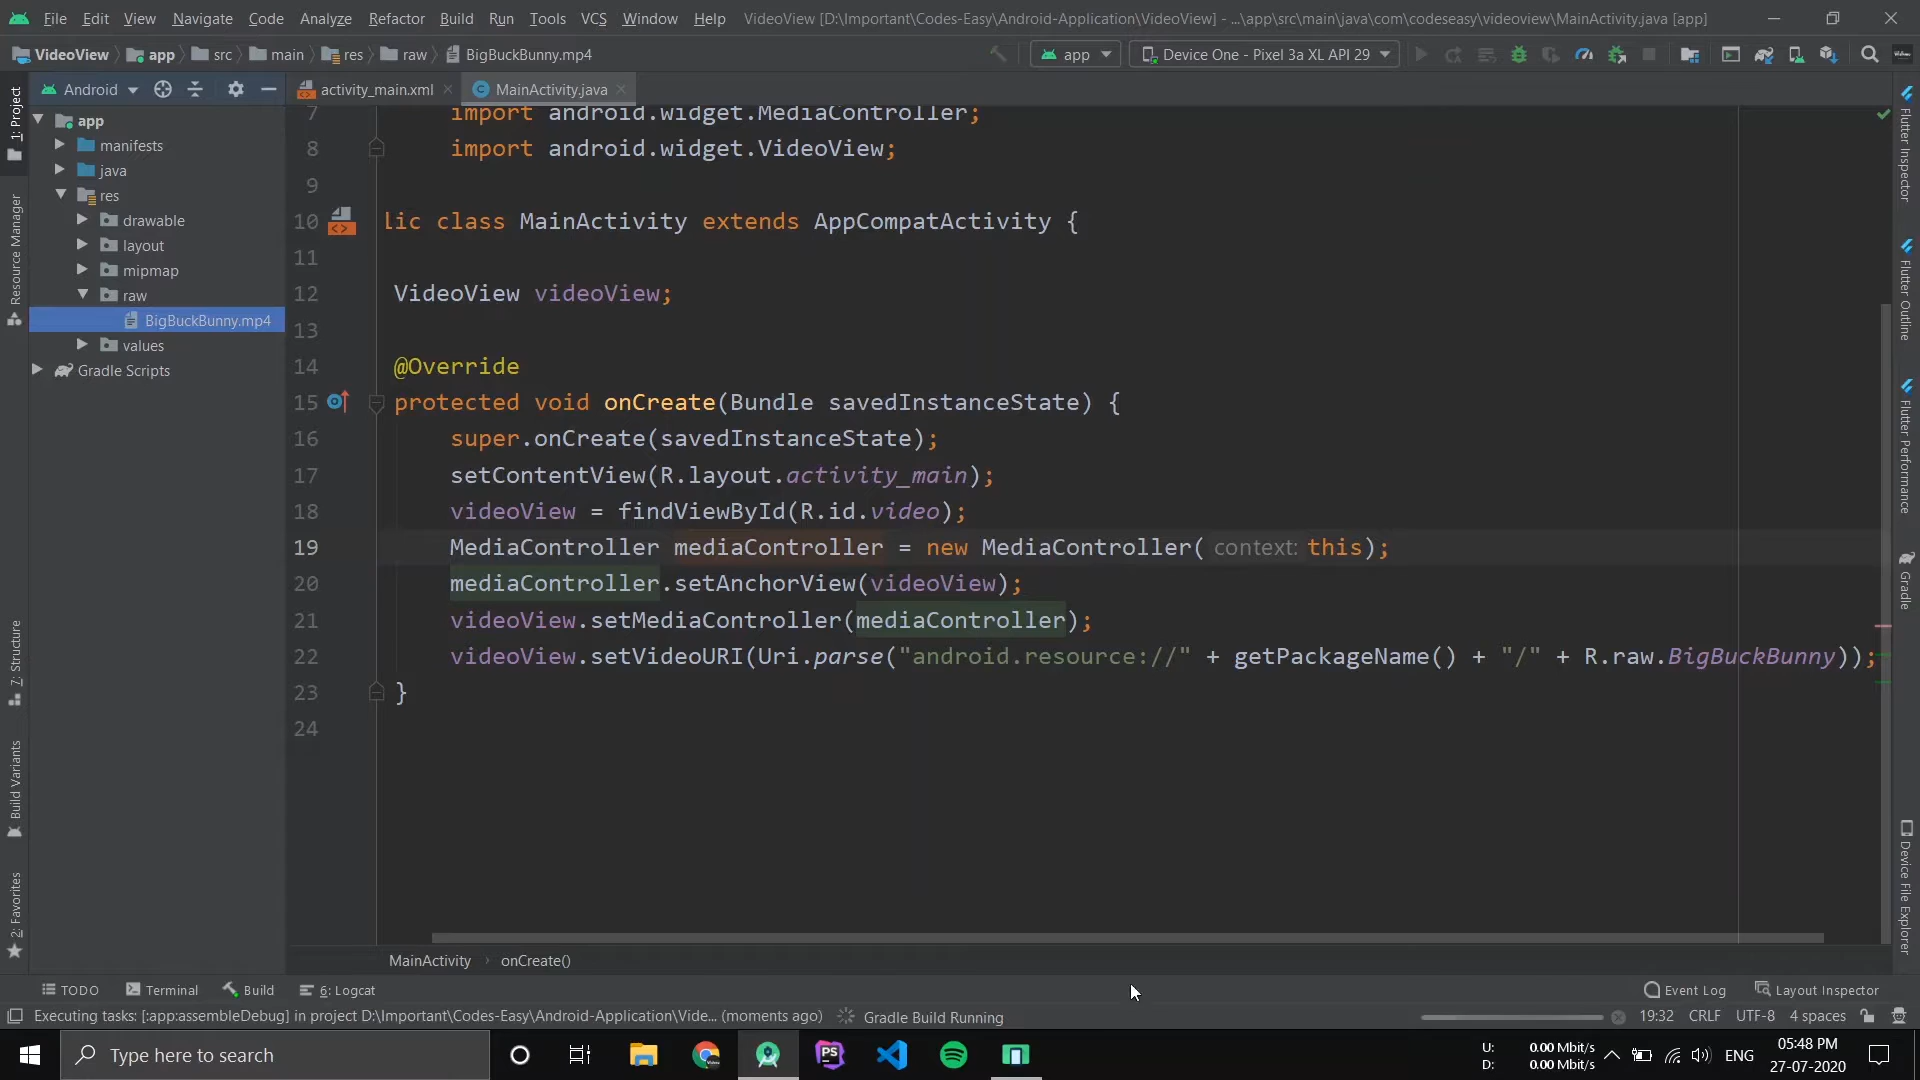 File Edit View Navigate Code Analyze Refactor Build Run Tools VCS Window Help VideoView [D:\Important\Codes-Easy\Android-Application\VideoView] - ...\app\src\main\java\com\codeseasy\videoview\MainActivity.java [app]
VideoView app src main res raw BigBuckBunny.mp4 app Device One - Pixel 3a XL API 29
Android activity_main.xml MainActivity.java
1: Project
Resource Manager
7: Structure
Build Variants
2: Favorites
app
manifests
java
res
drawable
layout
mipmap
raw
BigBuckBunny.mp4
values
Gradle Scripts
7 import android.widget.MediaController;
8 import android.widget.VideoView;
9
10 lic class MainActivity extends AppCompatActivity {
11
12 VideoView videoView;
13
14 @Override
15 protected void onCreate(Bundle savedInstanceState) {
16 super.onCreate(savedInstanceState);
17 setContentView(R.layout.activity_main);
18 videoView = findViewById(R.id.video);
19 MediaController mediaController = new MediaController( context: this);
20 mediaController.setAnchorView(videoView);
21 videoView.setMediaController(mediaController);
22 videoView.setVideoURI(Uri.parse("android.resource://" + getPackageName() + "/" + R.raw.BigBuckBunny));
23 }
24
Flutter Inspector
Flutter Outline
Flutter Performance
Gradle
Device File Explorer
MainActivity onCreate()
TODO Terminal Build 6: Logcat Event Log Layout Inspector
Executing tasks: [:app:assembleDebug] in project D:\Important\Codes-Easy\Android-Application\Vide... (moments ago) Gradle Build Running 19:32 CRLF UTF-8 4 spaces
Type here to search PS U: 0.00 Mbit/s ENG 05:48 PM
D: 0.00 Mbit/s 27-07-2020